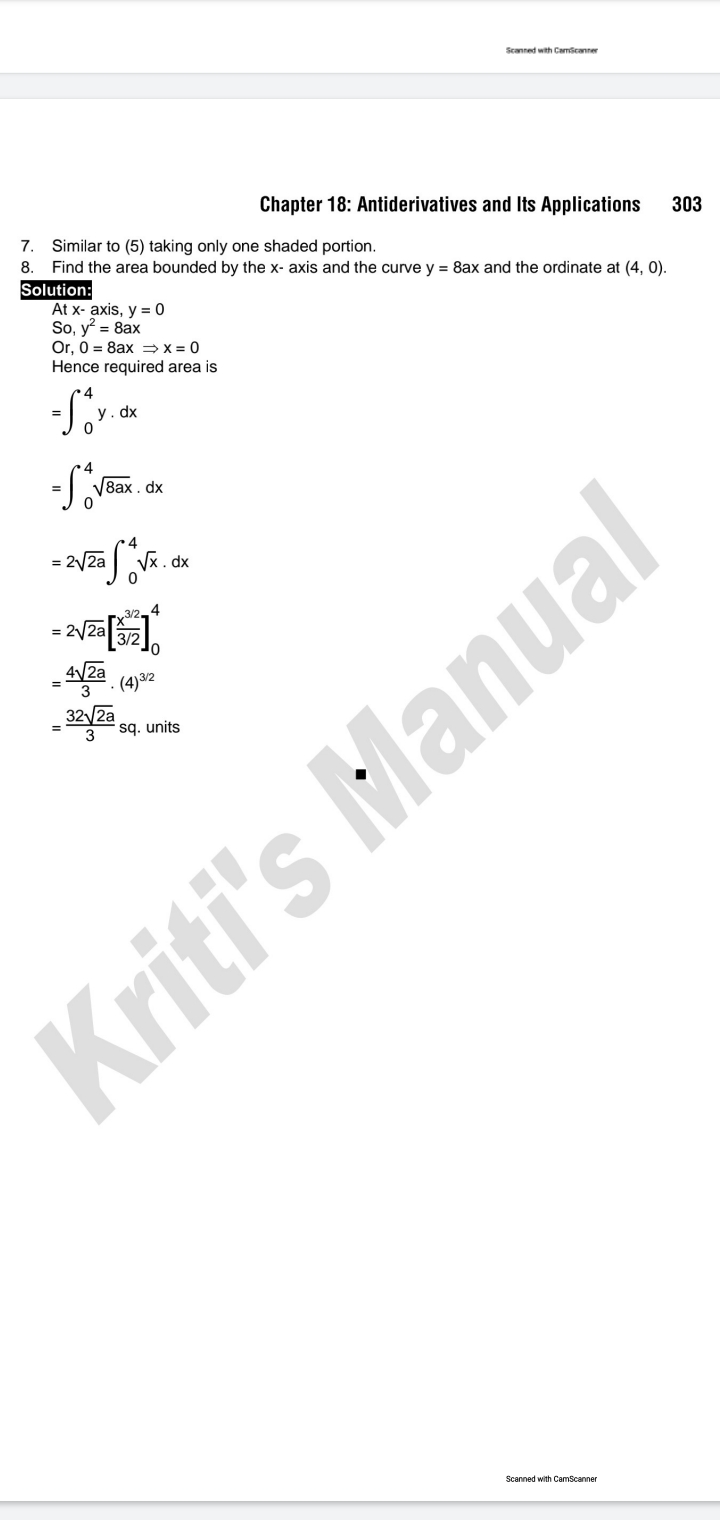 Scanned with CamScanner
Chapter 18: Antiderivatives and Its Applications 303
7. Similar to (5) taking only one shaded portion.
8. Find the area bounded by the x- axis and the curve y = 8ax and the ordinate at (4, 0).
Solution:
At x- axis, y = 0
So, y² = 8ax
Or, 0 = 8ax ⇒ x = 0
Hence required area is
= ∫₀⁴ y . dx
= ∫₀⁴ √(8ax) . dx
= 2√(2a) ∫₀⁴ √x . dx
= 2√(2a) [x^(3/2) / (3/2)]₀⁴
= 4√(2a)/3 . (4)^(3/2)
= 32√(2a)/3 sq. units
Kriti's Manual
Scanned with CamScanner